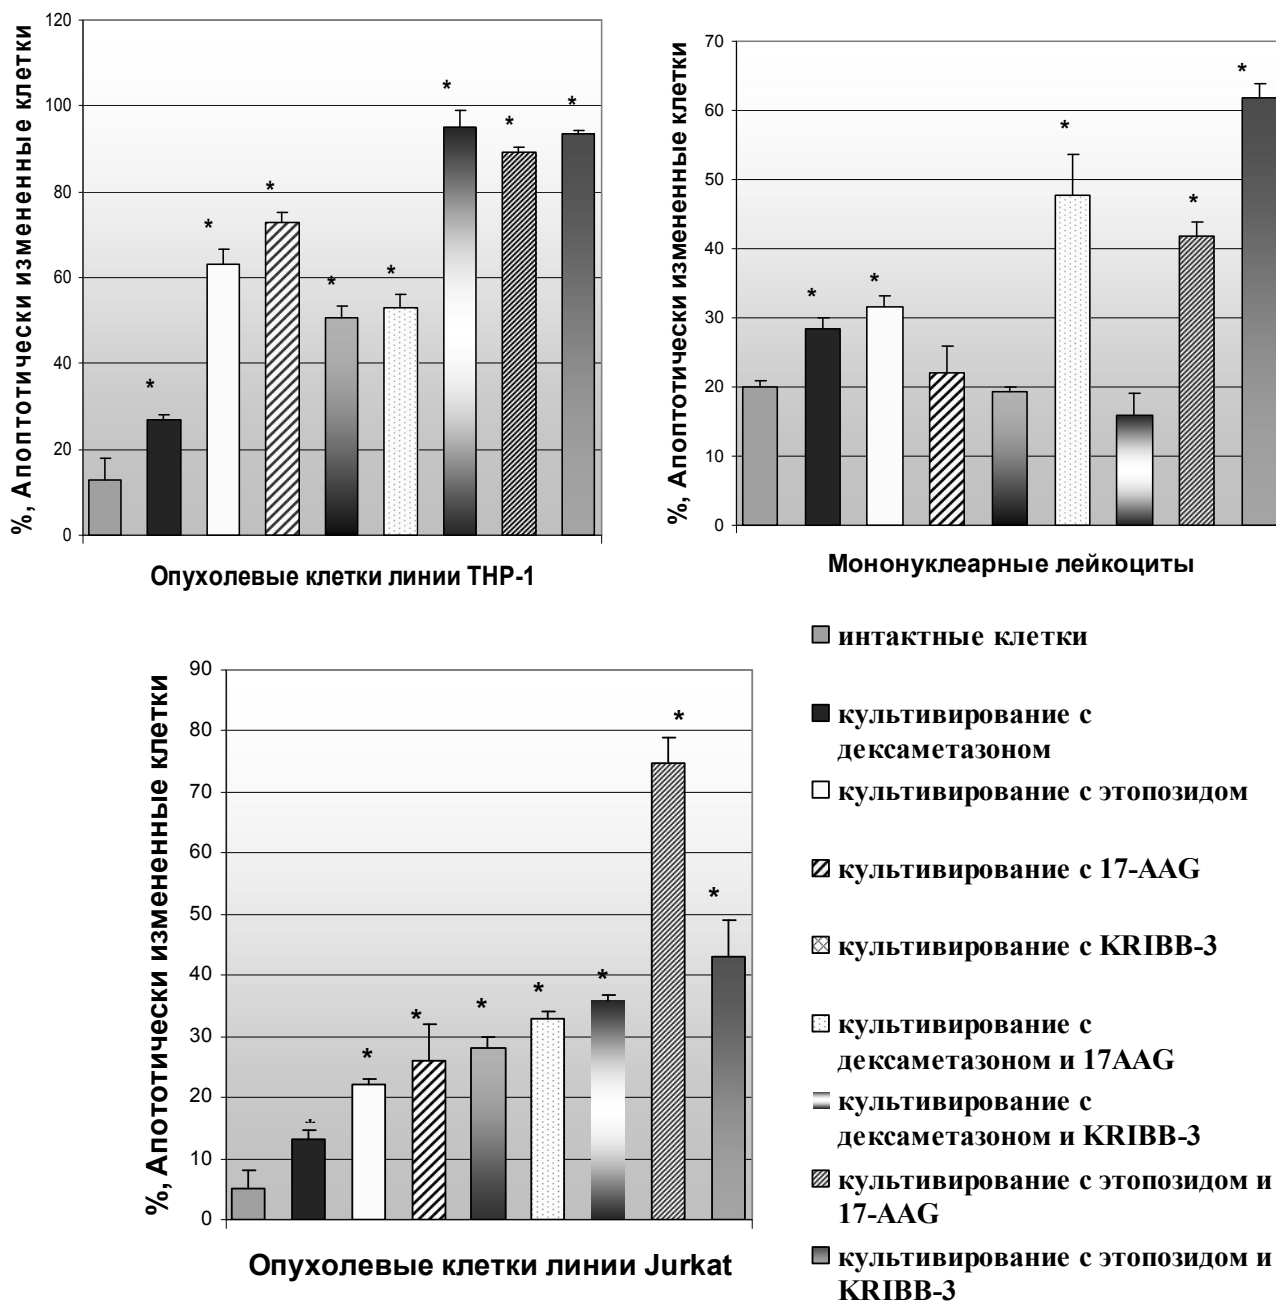 %, Апоптотически измененные клетки
120
100
80
60
40
20
0
* * * * * * * *
Опухолевые клетки линии THP-1
%, Апоптотически измененные клетки
70
60
50
40
30
20
10
0
* * * * *
Мононуклеарные лейкоциты
%, Апототически измененные клетки
90
80
70
60
50
40
30
20
10
0
* * * * * * * *
Опухолевые клетки линии Jurkat
интактные клетки
культивирование с
дексаметазоном
культивирование с этопозидом
культивирование с 17-AAG
культивирование с KRIBB-3
культивирование с
дексаметазоном и 17AAG
культивирование с
дексаметазоном и KRIBB-3
культивирование с этопозидом и
17-AAG
культивирование с этопозидом и
KRIBB-3